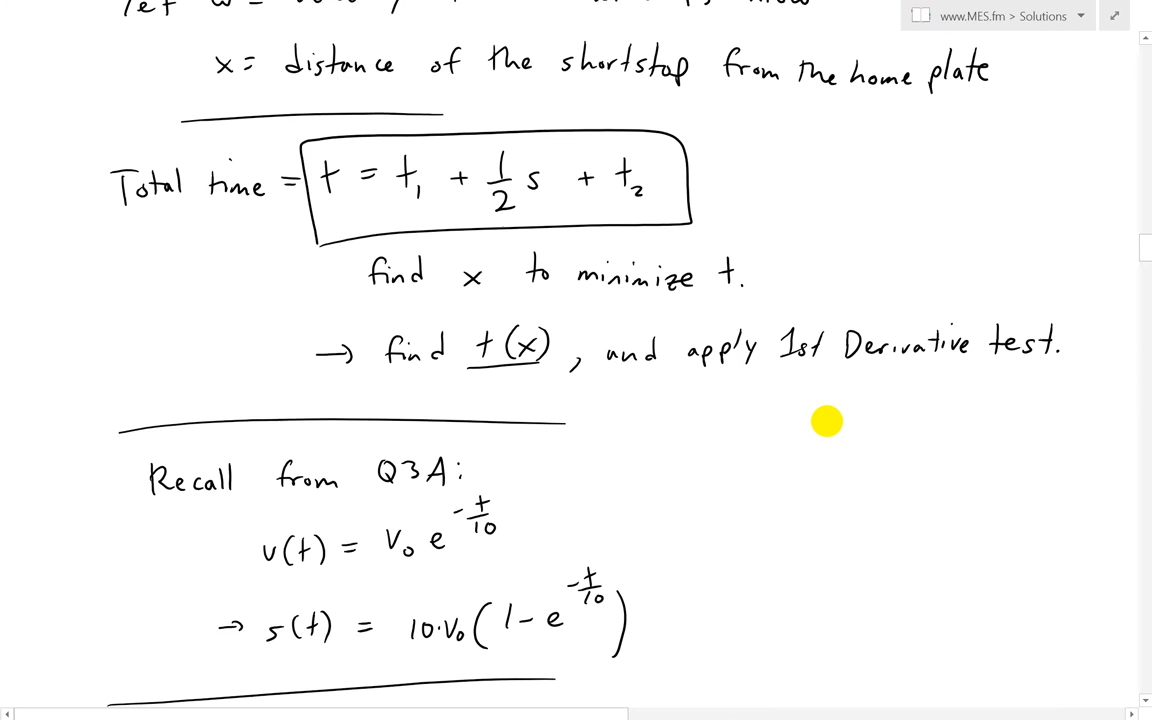 www.MES.fm > Solutions
x = distance of the shortstop from the home plate
Total time = t = t₁ + 1/2 s + t₂
find x to minimize t.
→ find t(x), and apply 1st Derivative test.
Recall from Q3A:
v(t) = V₀ e^(-t/10)
→ s(t) = 10·V₀(1 - e^(-t/10))